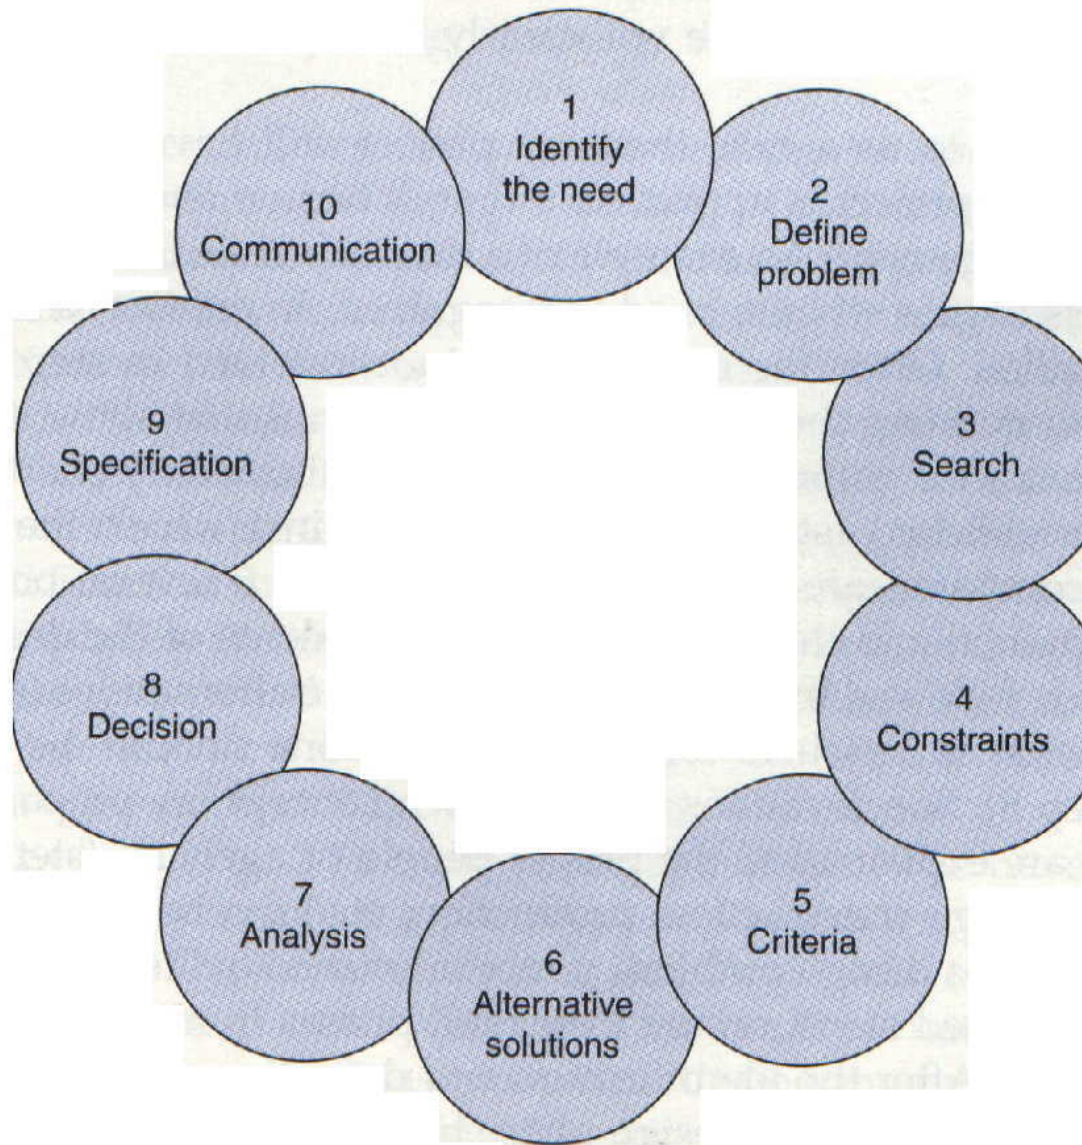 1
Identify
the need
2
Define
problem
3
Search
4
Constraints
5
Criteria
6
Alternative
solutions
7
Analysis
8
Decision
9
Specification
10
Communication